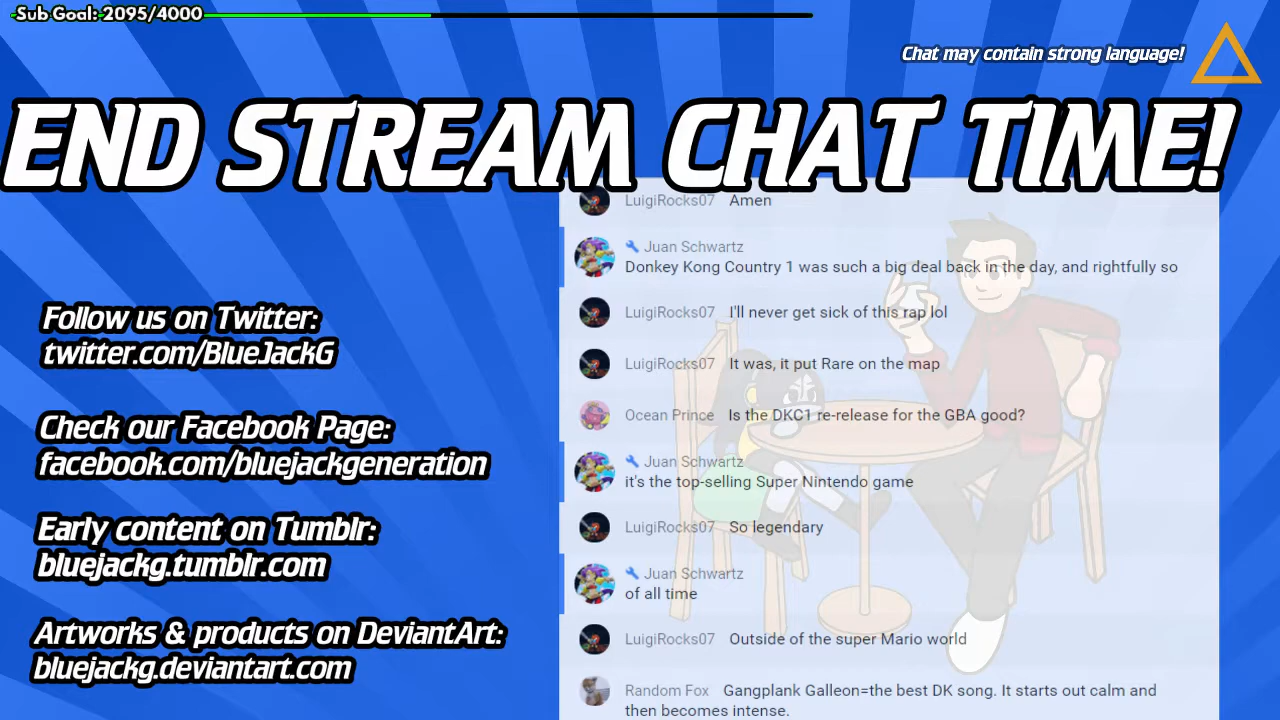 Sub Goal: 2095/4000
Chat may contain strong language!
END STREAM CHAT TIME!
LuigiRocks07 Amen
Juan Schwartz
Donkey Kong Country 1 was such a big deal back in the day, and rightfully so
LuigiRocks07 I'll never get sick of this rap lol
LuigiRocks07 It was, it put Rare on the map
Ocean Prince Is the DKC1 re-release for the GBA good?
Juan Schwartz
it's the top-selling Super Nintendo game
LuigiRocks07 So legendary
Juan Schwartz
of all time
LuigiRocks07 Outside of the super Mario world
Random Fox Gangplank Galleon=the best DK song. It starts out calm and
then becomes intense.
Follow us on Twitter:
twitter.com/BlueJackG
Check our Facebook Page:
facebook.com/bluejackgeneration
Early content on Tumblr:
bluejackg.tumblr.com
Artworks & products on DeviantArt:
bluejackg.deviantart.com